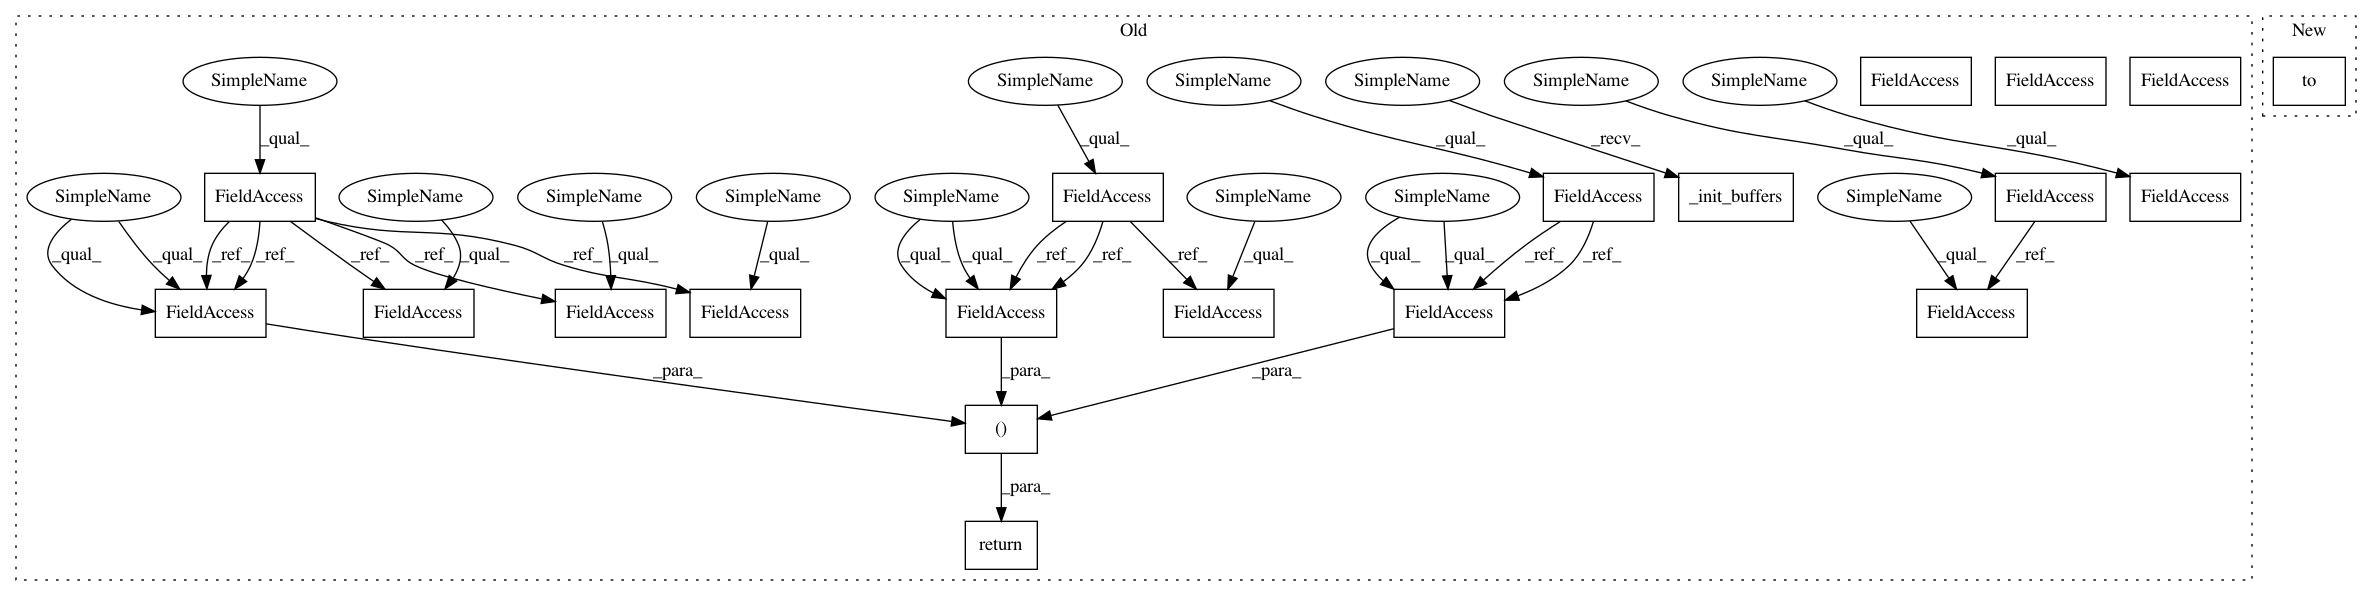 Old
New
SimpleName
SimpleName
SimpleName
SimpleName
SimpleName
SimpleName
FieldAccess
FieldAccess
FieldAccess
to
_qual_
_qual_
_qual_
_recv_
_qual_
_qual_
SimpleName
FieldAccess
SimpleName
SimpleName
SimpleName
SimpleName
FieldAccess
SimpleName
SimpleName
FieldAccess
_init_buffers
SimpleName
FieldAccess
FieldAccess
_qual_
_qual_
_ref_
_ref_
_ref_
_qual_
_ref_
_qual_
_ref_
_qual_
_qual_
_qual_
_ref_
_ref_
_ref_
_qual_
_qual_
_qual_
_ref_
_ref_
_qual_
_ref_
FieldAccess
FieldAccess
FieldAccess
FieldAccess
FieldAccess
FieldAccess
FieldAccess
FieldAccess
_para_
_para_
_para_
()
_para_
return